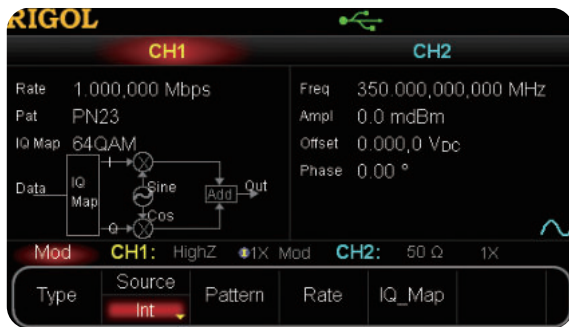 RIGOL
CH1
CH2
Rate 1.000,000 Mbps
Pat PN23
IQ Map 64QAM
Data
IQ Map
I
Q
Sine
Cos
Add
Out
Freq 350.000,000,000 MHz
Ampl 0.0 mdBm
Offset 0.000,0 VDC
Phase 0.00 °
Mod CH1: HighZ 1X Mod CH2: 50 Ω 1X
Type
Source
Int
Pattern
Rate
IQ_Map